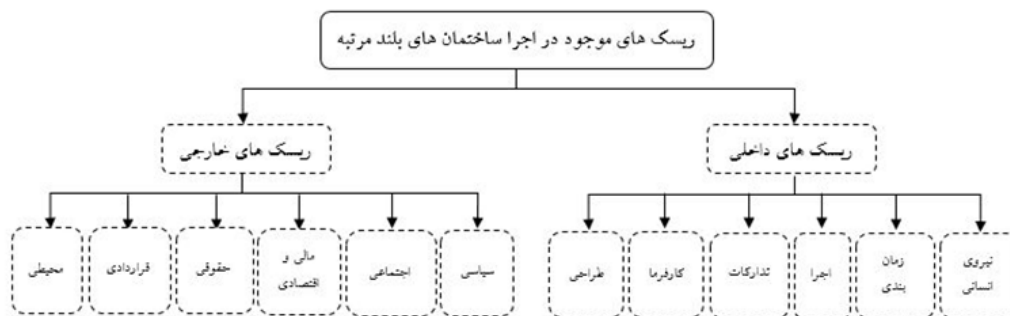 ریسک های موجود در اجرا ساختمان های بلند مرتبه
ریسک های داخلی
ریسک های خارجی
نیروی
انسانی
زمان
بندی
اجرا
تدارکات
کارفرما
طراحی
سیاسی
اجتماعی
مالی و
اقتصادی
حقوقی
قراردادی
محیطی